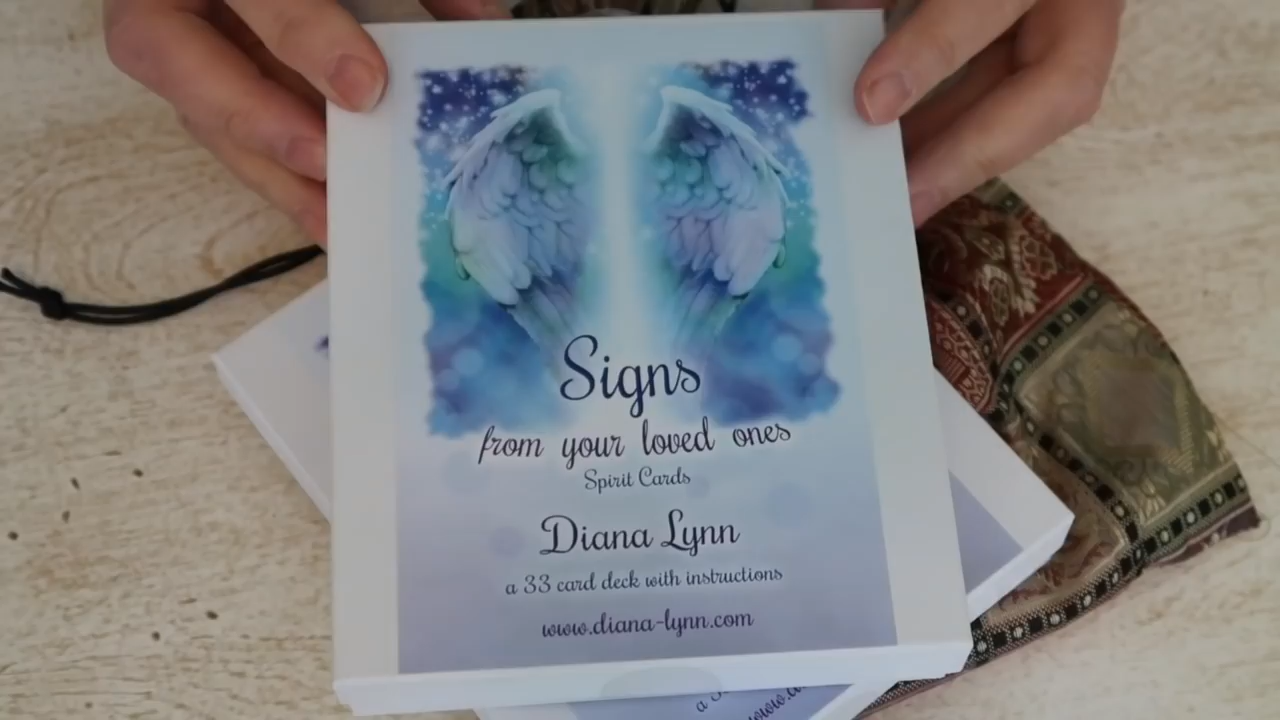 Signs
from your loved ones
Spirit Cards
Diana Lynn
a 33 card deck with instructions
www.diana-lynn.com